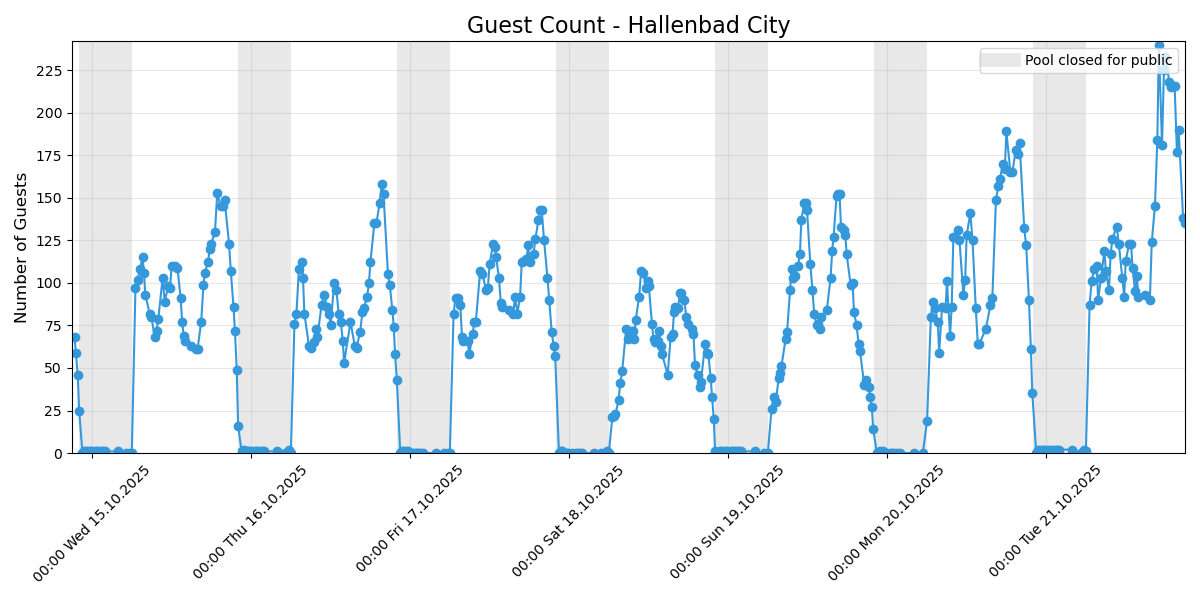 Guest Count - Hallenbad City
Pool closed for public
Number of Guests
225
200
175
150
125
100
75
50
25
0
00:00 Wed 15.10.2025
00:00 Thu 16.10.2025
00:00 Fri 17.10.2025
00:00 Sat 18.10.2025
00:00 Sun 19.10.2025
00:00 Mon 20.10.2025
00:00 Tue 21.10.2025